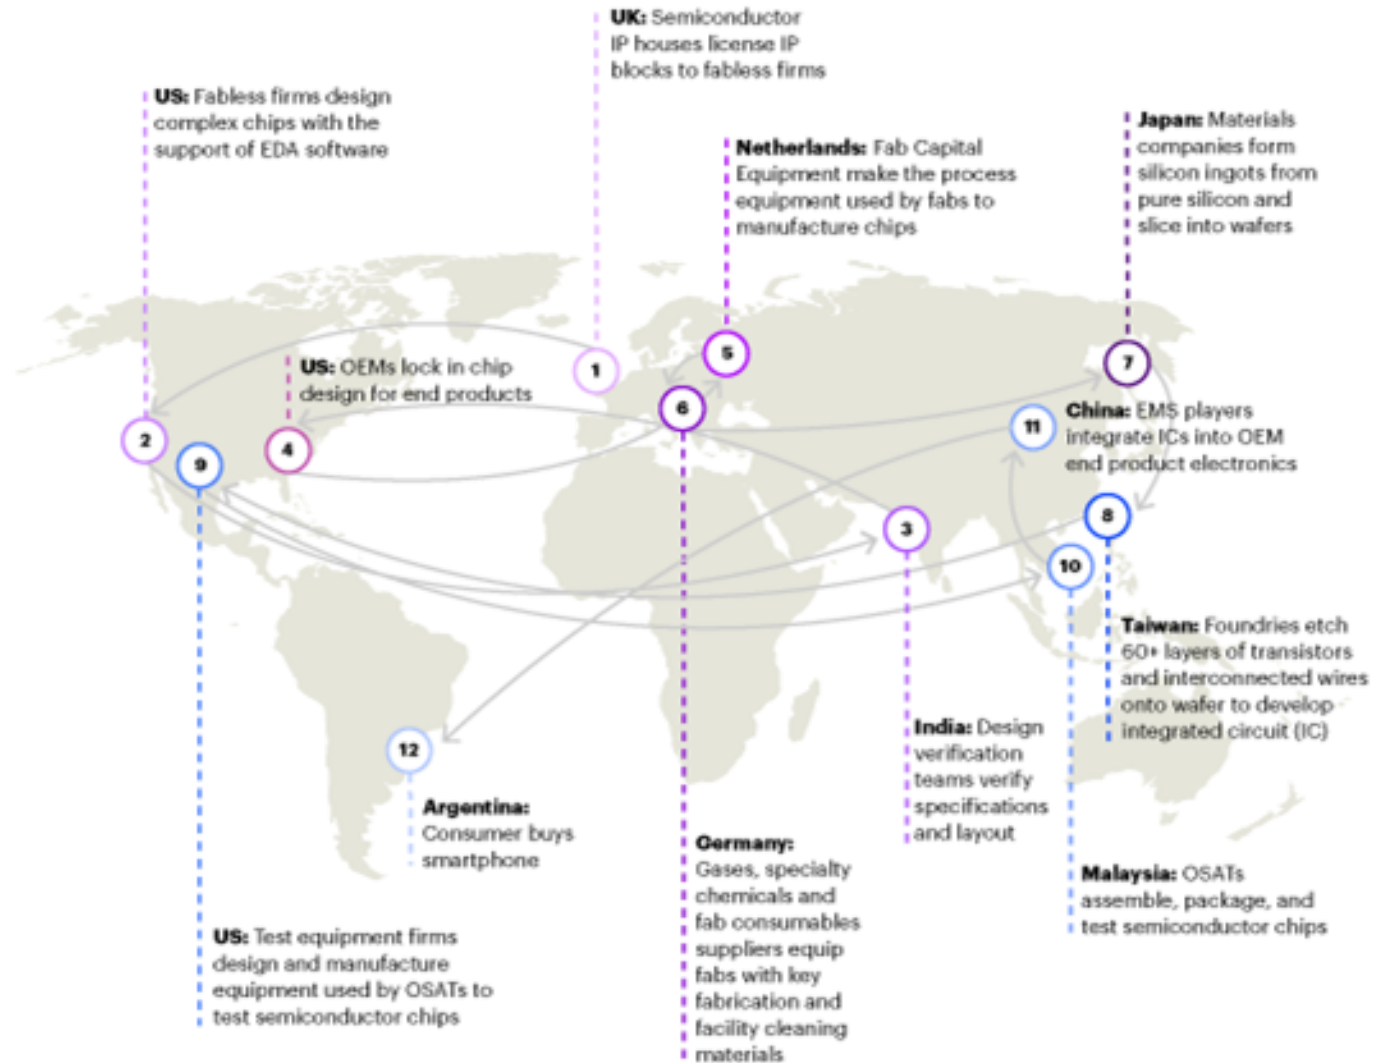 UK: Semiconductor
IP houses license IP
blocks to fabless firms
US: Fabless firms design
complex chips with the
support of EDA software
Japan: Materials
companies form
silicon ingots from
pure silicon and
slice into wafers
Netherlands: Fab Capital
Equipment make the process
equipment used by fabs to
manufacture chips
US: OEMs lock in chip
design for end products
1
5
7
6
2
9
4
11
China: EMS players
integrate ICs into OEM
end product electronics
3
8
10
12
Taiwan: Foundries etch
60+ layers of transistors
and interconnected wires
onto wafer to develop
integrated circuit (IC)
India: Design
verification
teams verify
specifications
and layout
Argentina:
Consumer buys
smartphone
Germany:
Gases, specialty
chemicals and
fab consumables
suppliers equip
fabs with key
fabrication and
facility cleaning
materials
Malaysia: OSATs
assemble, package, and
test semiconductor chips
US: Test equipment firms
design and manufacture
equipment used by OSATs to
test semiconductor chips